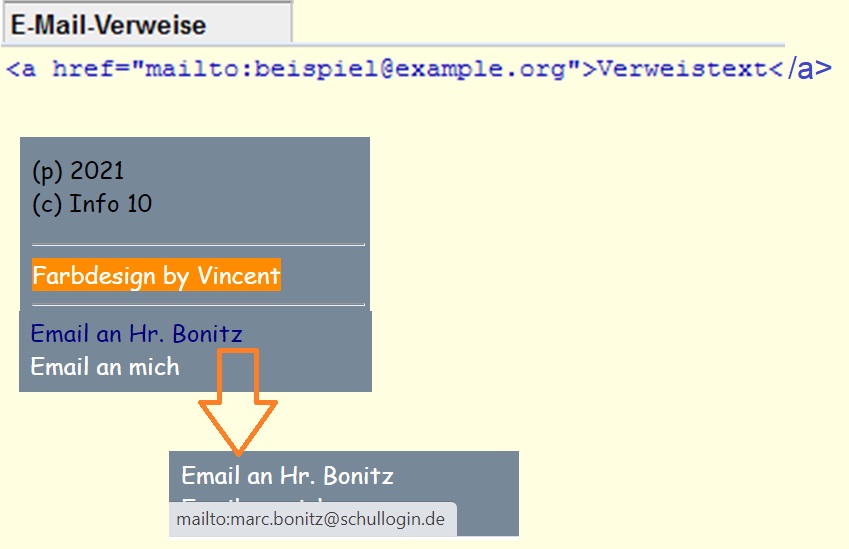 E-Mail-Verweise
<a href="mailto:beispiel@example.org">Verweistext</a>
(p) 2021
(c) Info 10
Farbdesign by Vincent
Email an Hr. Bonitz
Email an mich
Email an Hr. Bonitz
mailto:marc.bonitz@schullogin.de